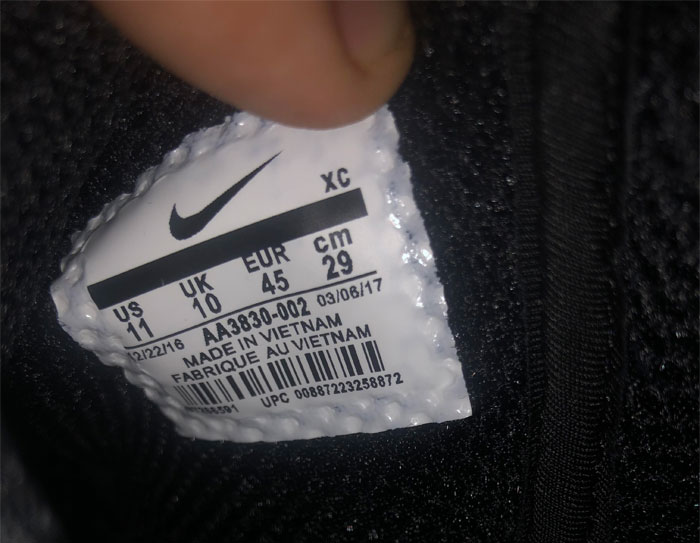 XC
US UK EUR cm
11 10 45 29
12/22/16 AA3830-002 03/06/17
MADE IN VIETNAM
FABRIQUE AU VIETNAM
UPC 00887223258872